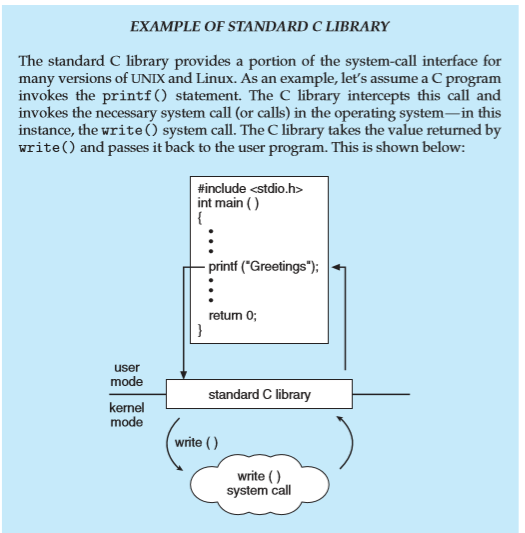 EXAMPLE OF STANDARD C LIBRARY
The standard C library provides a portion of the system-call interface for
many versions of UNIX and Linux. As an example, let's assume a C program
invokes the printf() statement. The C library intercepts this call and
invokes the necessary system call (or calls) in the operating system—in this
instance, the write() system call. The C library takes the value returned by
write() and passes it back to the user program. This is shown below:
#include <stdio.h>
int main ( )
{
printf ("Greetings");
return 0;
}
user
mode
standard C library
kernel
mode
write ( )
write ( )
system call